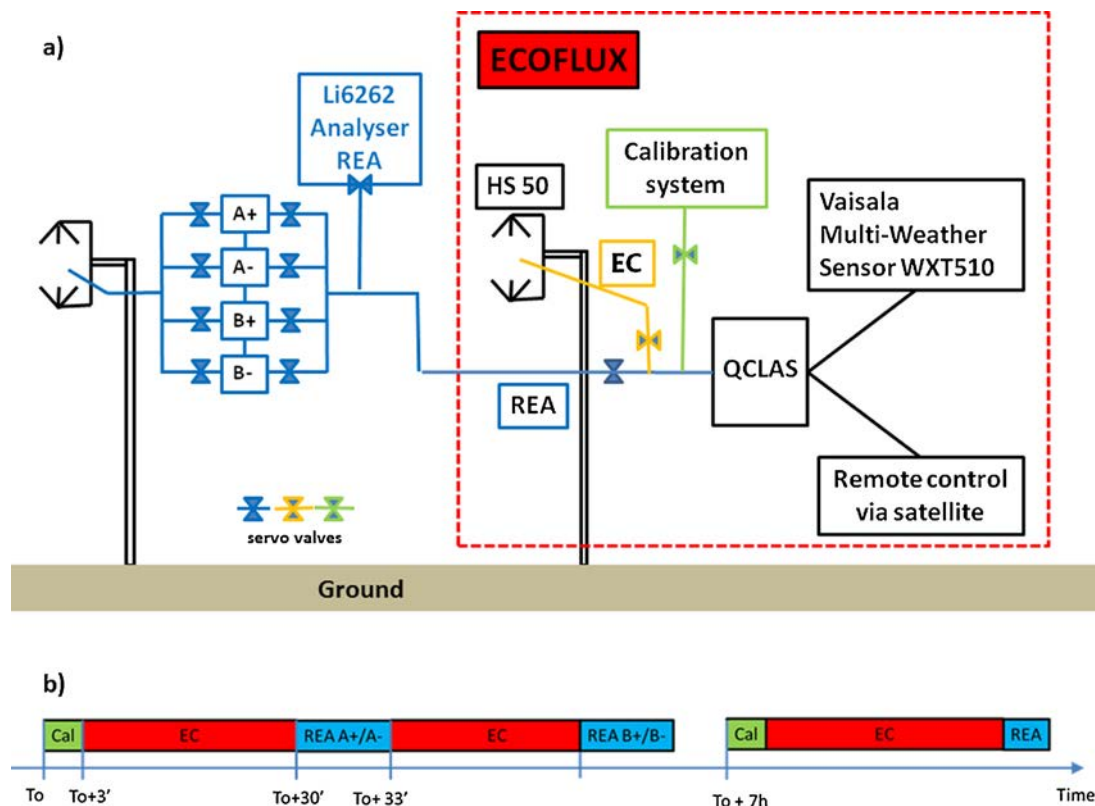 a)
ECOFLUX
Li6262
Analyser
REA
Calibration
system
HS 50
Vaisala
Multi-Weather
Sensor WXT510
A+
A-
B+
B-
EC
QCLAS
REA
Remote control
via satellite
servo valves
Ground
b)
Cal
EC
REA A+/A-
EC
REA B+/B-
Cal
EC
REA
To
To+3'
To+30'
To+ 33'
To + 7h
Time